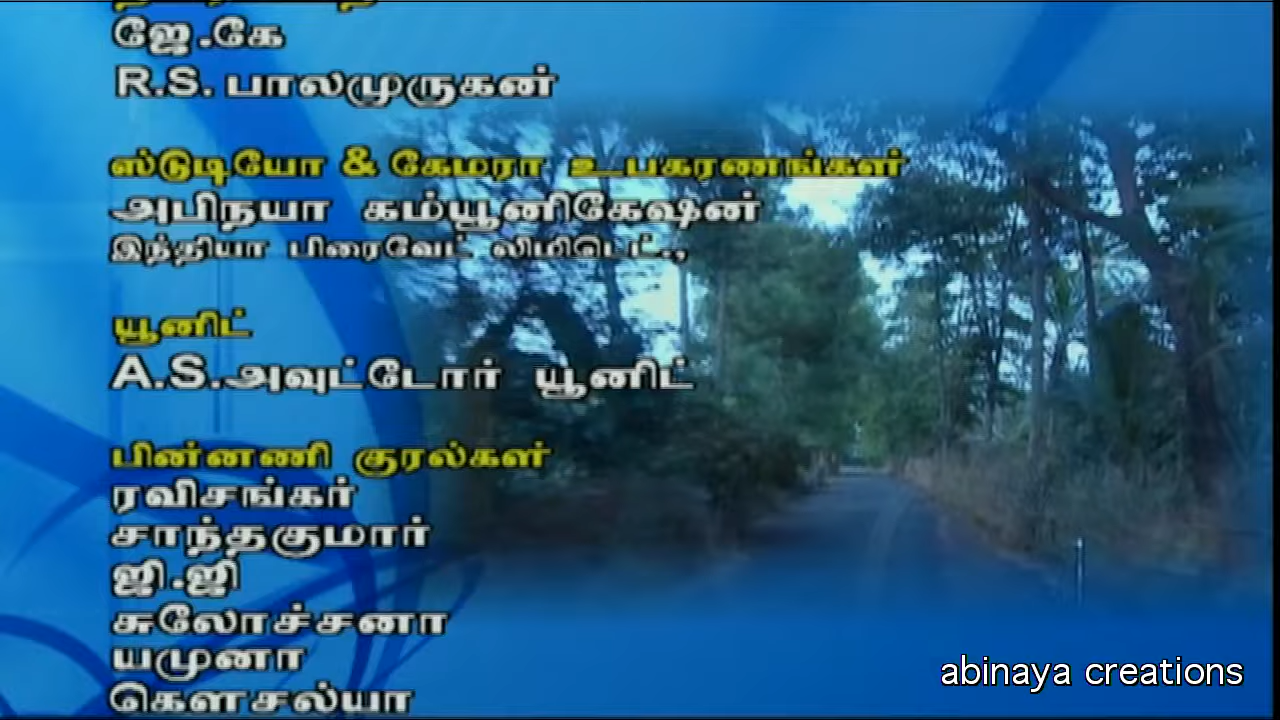 ஜே.கே
R.S. பாலமுருகன்
ஸ்டுடியோ & கேமரா உபகரணங்கள்
அபிநயா கம்யூனிகேஷன்
இந்தியா பிரைவேட் லிமிடெட்.,
யூனிட்
A.S.அவுட்டோர் யூனிட்
பின்னணி குரல்கள்
ரவிசங்கர்
சாந்தகுமார்
ஜி.ஜி
சுலோச்சனா
யமுனா
கௌசல்யா
abinaya creations